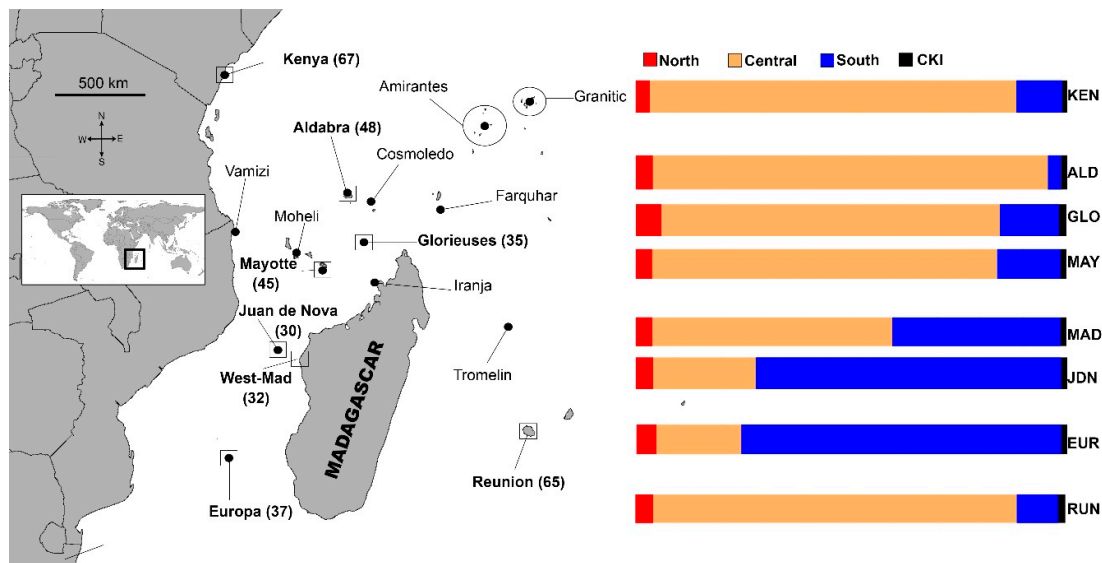 Kenya (67)
500 km
N
W E
S
Amirantes
Granitic
Aldabra (48)
Cosmoledo
Vamizi
Farquhar
Moheli
Glorieuses (35)
Mayotte
(45)
Iranja
Juan de Nova
(30)
West-Mad
(32)
Tromelin
MADAGASCAR
Reunion (65)
Europa (37)
North Central South CKI
KEN
ALD
GLO
MAY
MAD
JDN
EUR
RUN